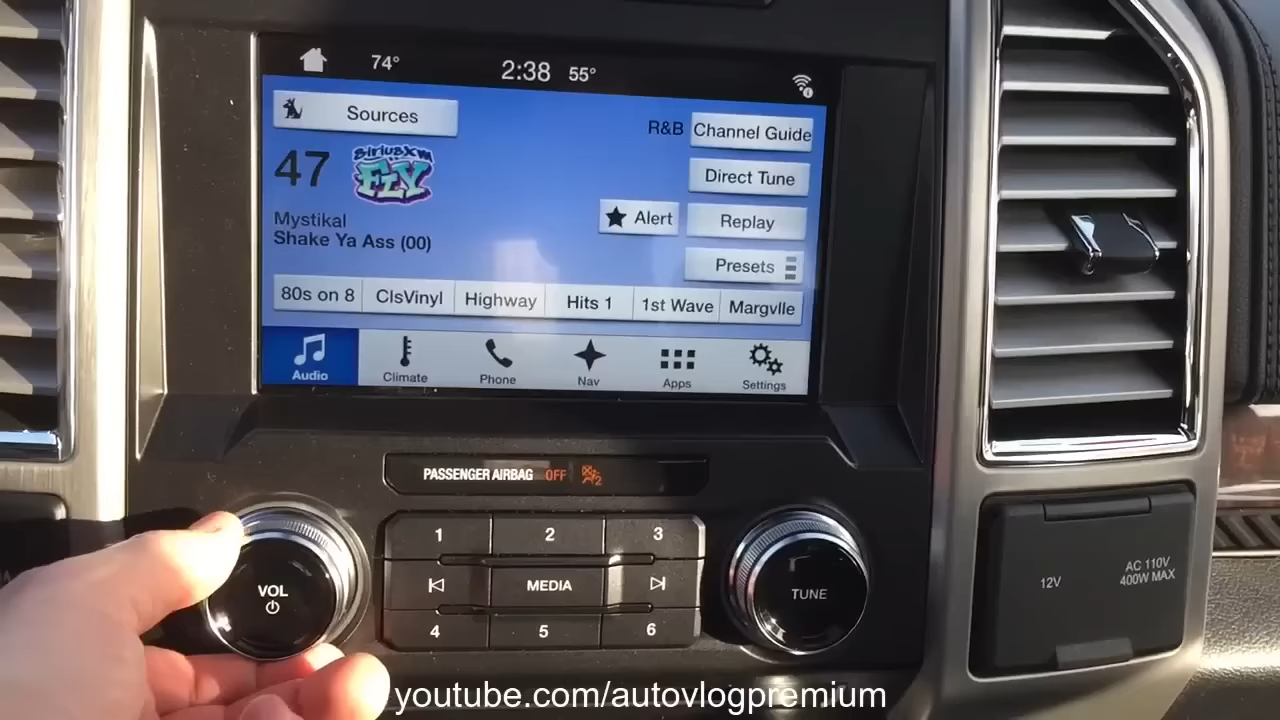 74° 2:38 55°
Sources
R&B Channel Guide
47 SiriusXM FLY
Direct Tune
Mystikal
Shake Ya Ass (00)
Alert Replay
Presets
80s on 8 ClsVinyl Highway Hits 1 1st Wave Margvlle
Audio Climate Phone Nav Apps Settings
PASSENGER AIRBAG OFF 2
1 2 3
VOL MEDIA TUNE
4 5 6
12V AC 110V
400W MAX
youtube.com/autovlogpremium